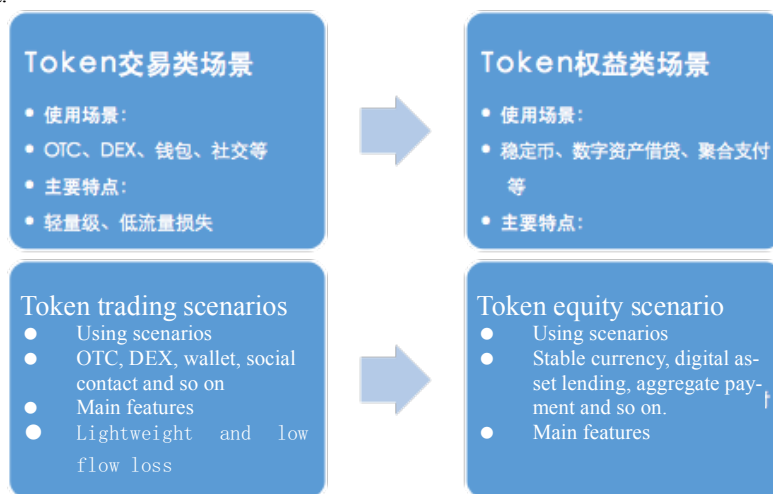 Token交易类场景
• 使用场景：
• OTC、DEX、钱包、社交等
• 主要特点：
• 轻量级、低流量损失
Token权益类场景
• 使用场景：
• 稳定币、数字资产借贷、聚合支付
等
• 主要特点：
Token trading scenarios
● Using scenarios
● OTC, DEX, wallet, social
contact and so on
● Main features
● Lightweight and low
flow loss
Token equity scenario
● Using scenarios
● Stable currency, digital as-
set lending, aggregate pay-
ment and so on.
● Main features